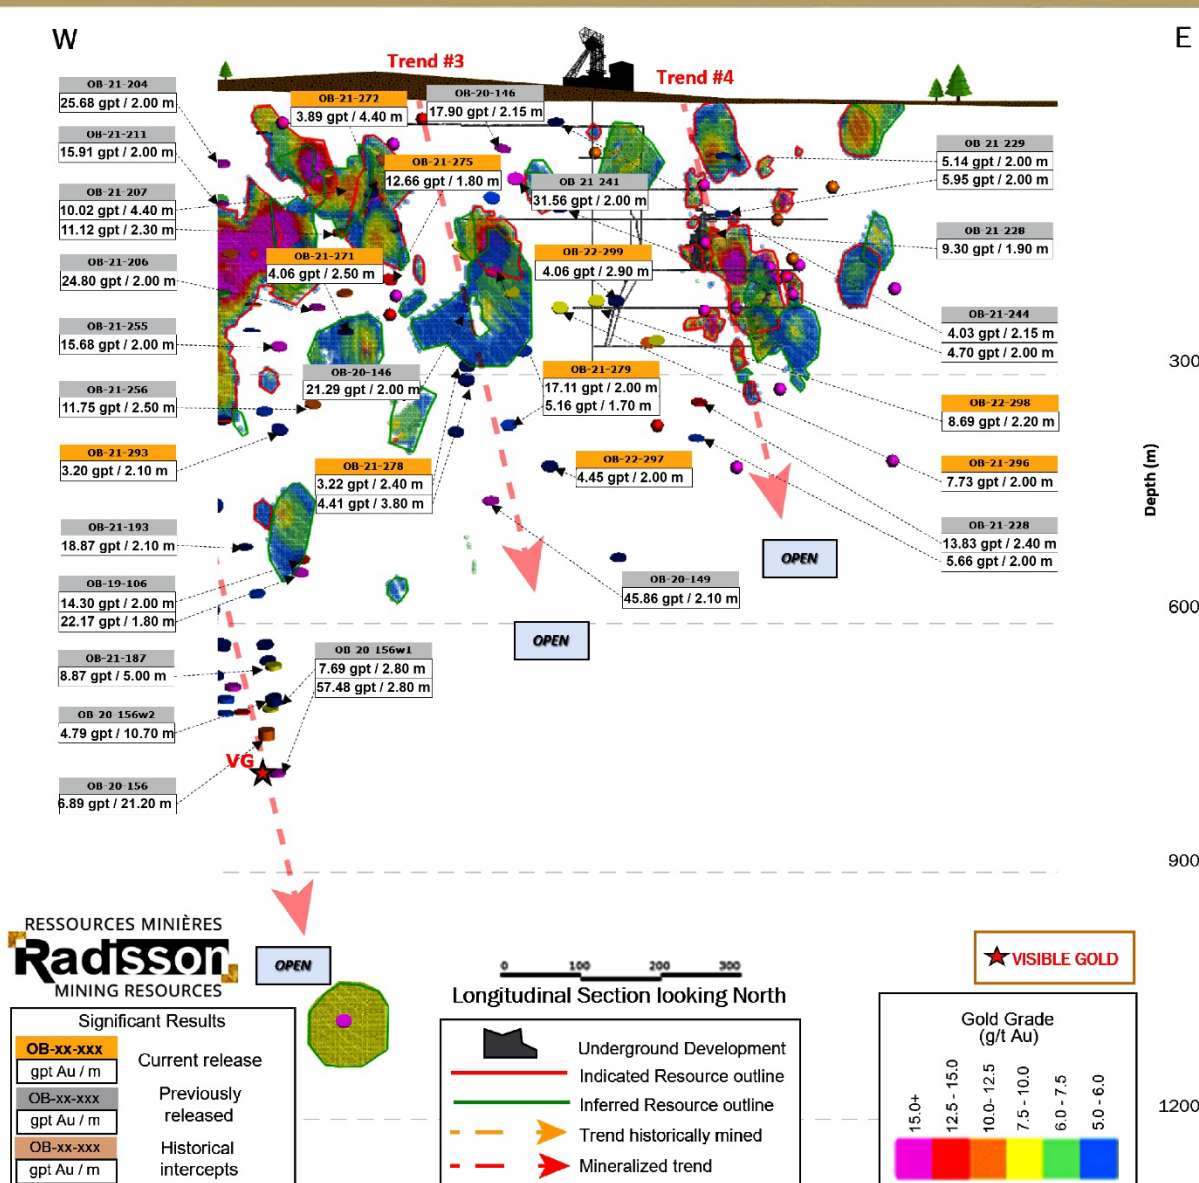 W
E
Trend #3
Trend #4
OB-21-204
25.68 gpt / 2.00 m
OB-21-211
15.91 gpt / 2.00 m
OB-21-207
10.02 gpt / 4.40 m
11.12 gpt / 2.30 m
OB-21-206
24.80 gpt / 2.00 m
OB-21-255
15.68 gpt / 2.00 m
OB-21-256
11.75 gpt / 2.50 m
OB-21-293
3.20 gpt / 2.10 m
OB-21-193
18.87 gpt / 2.10 m
OB-19-106
14.30 gpt / 2.00 m
22.17 gpt / 1.80 m
OB-21-187
8.87 gpt / 5.00 m
OB 20 156w2
4.79 gpt / 10.70 m
OB-20-156
6.89 gpt / 21.20 m
OB-21-272
3.89 gpt / 4.40 m
OB-20-146
17.90 gpt / 2.15 m
OB-21-275
12.66 gpt / 1.80 m
OB 21 241
31.56 gpt / 2.00 m
OB-21-271
4.06 gpt / 2.50 m
OB-22-299
4.06 gpt / 2.90 m
OB-20-146
21.29 gpt / 2.00 m
OB-21-279
17.11 gpt / 2.00 m
5.16 gpt / 1.70 m
OB-21-278
3.22 gpt / 2.40 m
4.41 gpt / 3.80 m
OB-22-297
4.45 gpt / 2.00 m
OB-20-149
45.86 gpt / 2.10 m
OB 20 156w1
7.69 gpt / 2.80 m
57.48 gpt / 2.80 m
OB 21 229
5.14 gpt / 2.00 m
5.95 gpt / 2.00 m
OB-21-228
9.30 gpt / 1.90 m
OB-21-244
4.03 gpt / 2.15 m
4.70 gpt / 2.00 m
OB-22-298
8.69 gpt / 2.20 m
OB-21-296
7.73 gpt / 2.00 m
OB-21-228
13.83 gpt / 2.40 m
5.66 gpt / 2.00 m
300
600
900
1200
Depth (m)
OPEN
OPEN
OPEN
VG
RESSOURCES MINIÈRES
Radisson
MINING RESOURCES
Significant Results
OB-xx-xxx
gpt Au / m
Current release
OB-xx-xxx
gpt Au / m
Previously
released
OB-xx-xxx
gpt Au / m
Historical
intercepts
0 100 200 300
Longitudinal Section looking North
Underground Development
Indicated Resource outline
Inferred Resource outline
Trend historically mined
Mineralized trend
VISIBLE GOLD
Gold Grade
(g/t Au)
15.0+
12.5 - 15.0
10.0- 12.5
7.5 - 10.0
6.0 - 7.5
5.0 - 6.0